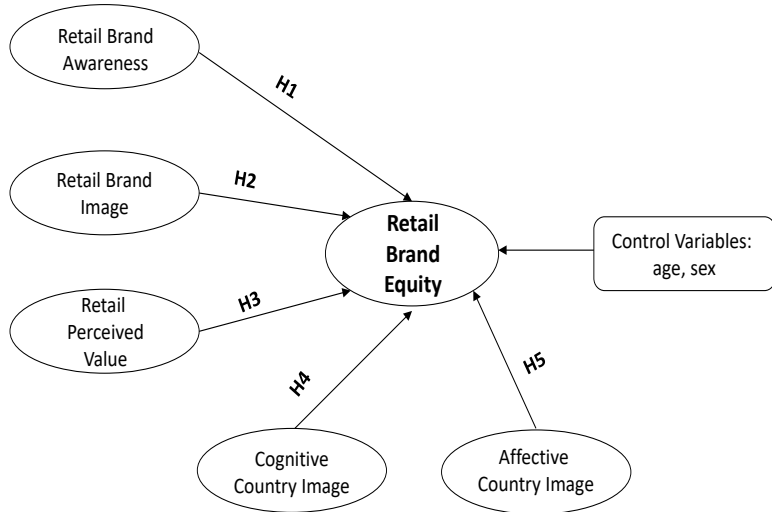 Retail Brand
Awareness
H1
Retail Brand
Image
H2
Retail
Brand
Equity
Control Variables:
age, sex
Retail
Perceived
Value
H3
H4
H5
Cognitive
Country Image
Affective
Country Image